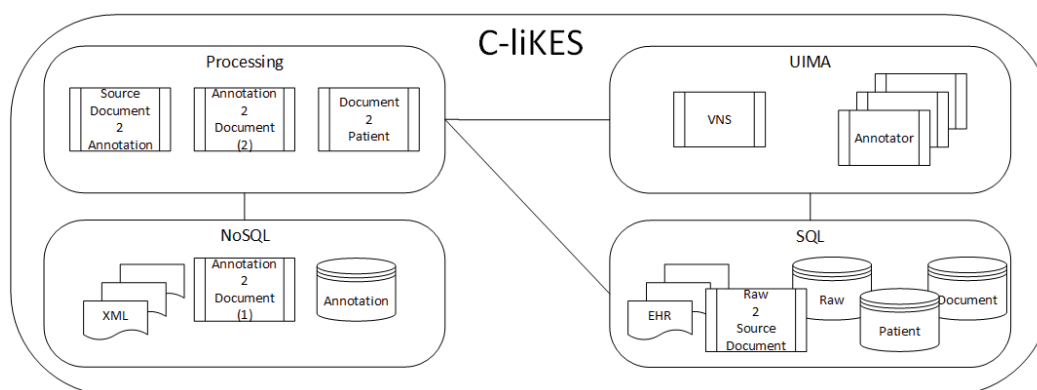 C-liKES
Processing
Source
Document
2
Annotation
Annotation
2
Document
(2)
Document
2
Patient
UIMA
VNS
Annotator
NoSQL
XML
Annotation
2
Document
(1)
Annotation
SQL
EHR
Raw
2
Source
Document
Raw
Patient
Document